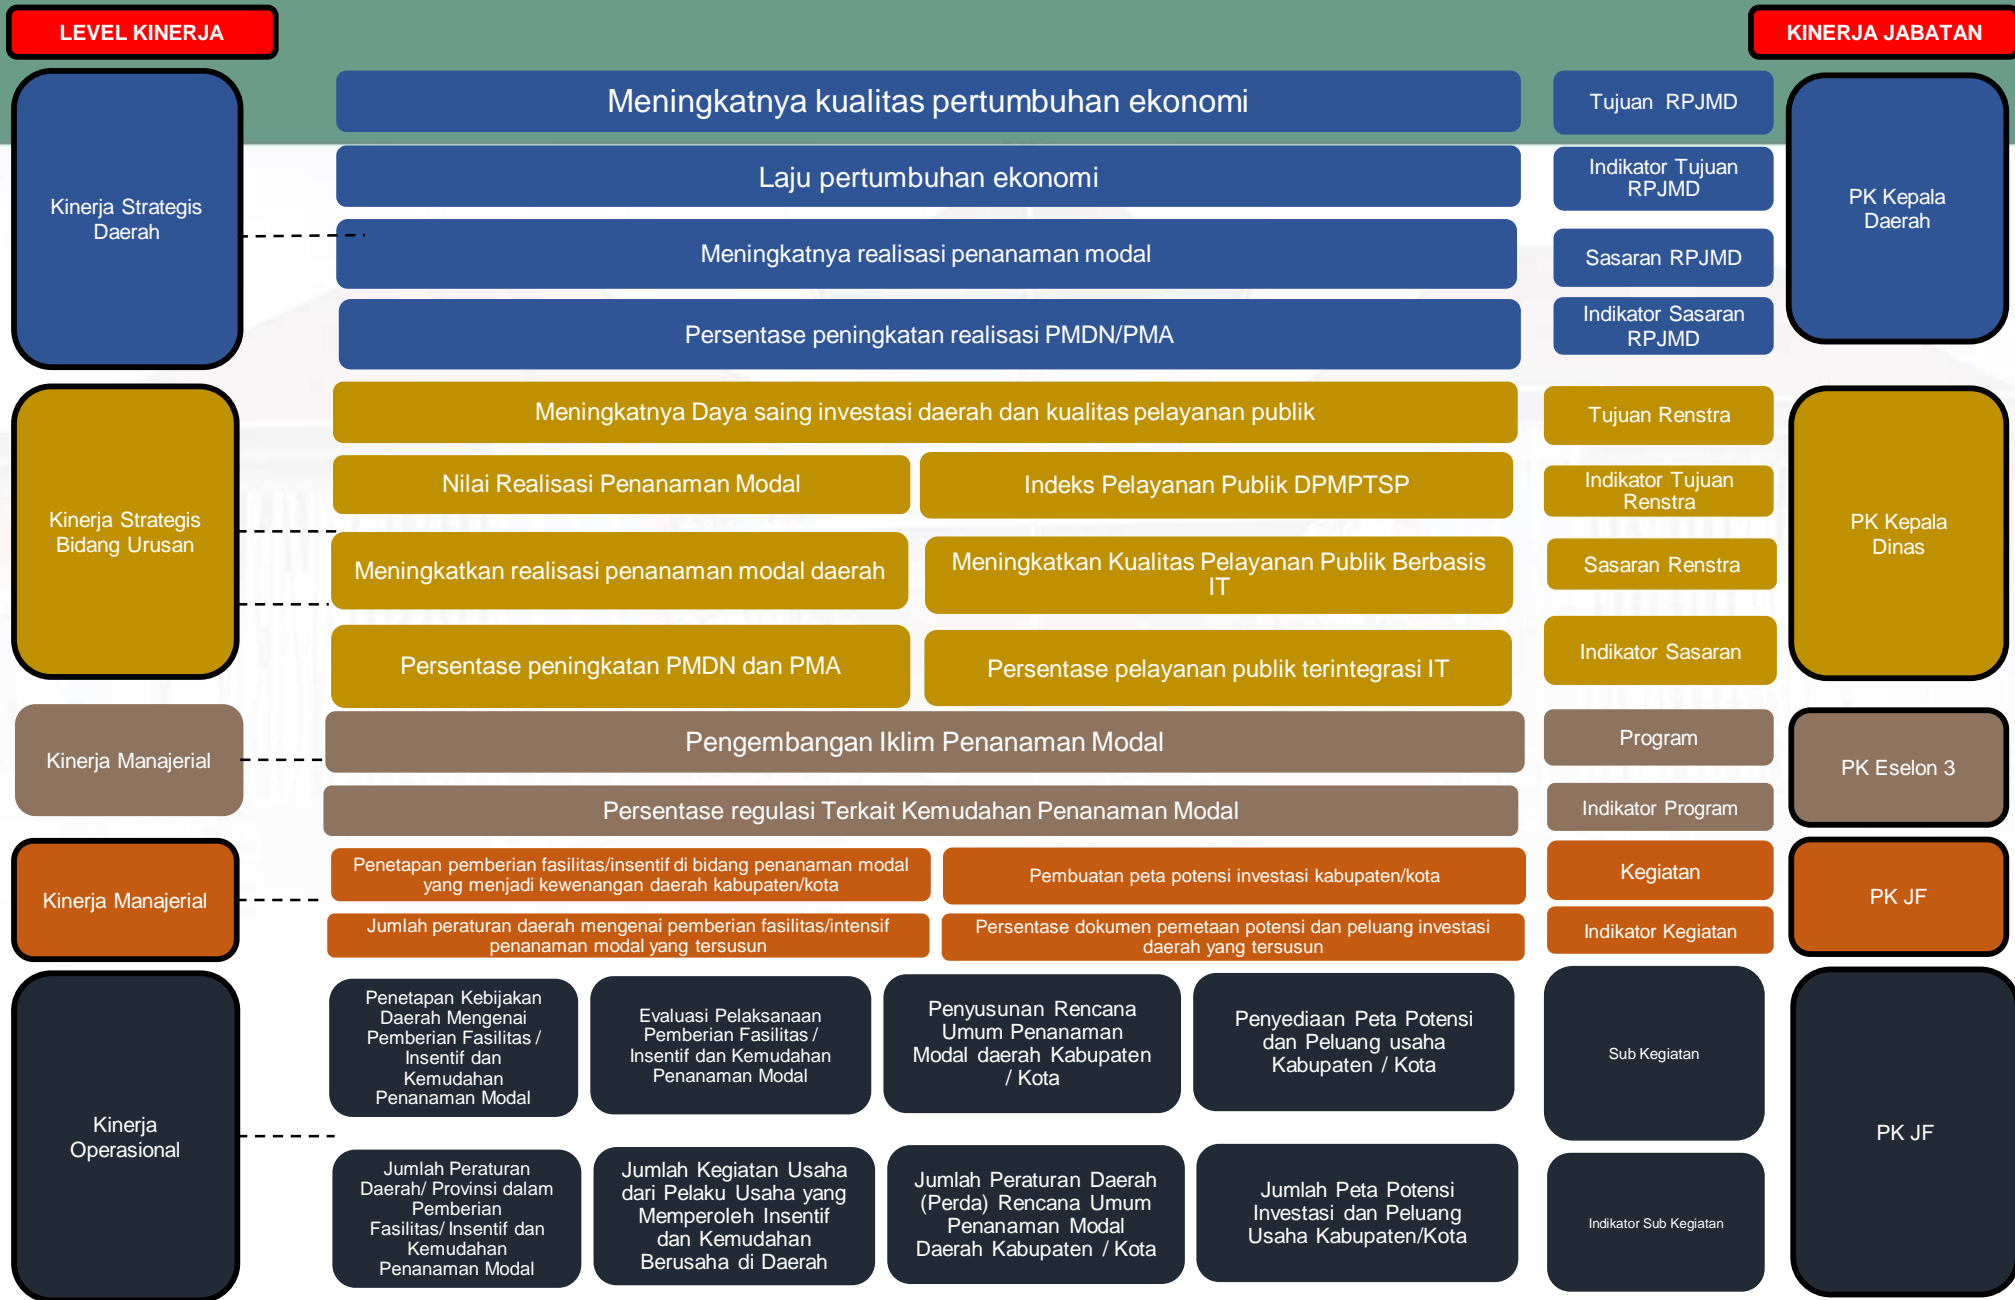 LEVEL KINERJA
KINERJA JABATAN
Kinerja Strategis
Daerah
Meningkatnya kualitas pertumbuhan ekonomi
Tujuan RPJMD
PK Kepala
Daerah
Laju pertumbuhan ekonomi
Indikator Tujuan
RPJMD
Meningkatnya realisasi penanaman modal
Sasaran RPJMD
Persentase peningkatan realisasi PMDN/PMA
Indikator Sasaran
RPJMD
Kinerja Strategis
Bidang Urusan
Meningkatnya Daya saing investasi daerah dan kualitas pelayanan publik
Tujuan Renstra
PK Kepala
Dinas
Nilai Realisasi Penanaman Modal
Indeks Pelayanan Publik DPMPTSP
Indikator Tujuan
Renstra
Meningkatkan realisasi penanaman modal daerah
Meningkatkan Kualitas Pelayanan Publik Berbasis
IT
Sasaran Renstra
Persentase peningkatan PMDN dan PMA
Persentase pelayanan publik terintegrasi IT
Indikator Sasaran
Kinerja Manajerial
Pengembangan Iklim Penanaman Modal
Program
PK Eselon 3
Persentase regulasi Terkait Kemudahan Penanaman Modal
Indikator Program
Kinerja Manajerial
Penetapan pemberian fasilitas/insentif di bidang penanaman modal
yang menjadi kewenangan daerah kabupaten/kota
Pembuatan peta potensi investasi kabupaten/kota
Kegiatan
PK JF
Jumlah peraturan daerah mengenai pemberian fasilitas/intensif
penanaman modal yang tersusun
Persentase dokumen pemetaan potensi dan peluang investasi
daerah yang tersusun
Indikator Kegiatan
Kinerja
Operasional
Penetapan Kebijakan
Daerah Mengenai
Pemberian Fasilitas /
Insentif dan
Kemudahan
Penanaman Modal
Evaluasi Pelaksanaan
Pemberian Fasilitas /
Insentif dan Kemudahan
Penanaman Modal
Penyusunan Rencana
Umum Penanaman
Modal daerah Kabupaten
/ Kota
Penyediaan Peta Potensi
dan Peluang usaha
Kabupaten / Kota
Sub Kegiatan
PK JF
Jumlah Peraturan
Daerah/ Provinsi dalam
Pemberian
Fasilitas/ Insentif dan
Kemudahan
Penanaman Modal
Jumlah Kegiatan Usaha
dari Pelaku Usaha yang
Memperoleh Insentif
dan Kemudahan
Berusaha di Daerah
Jumlah Peraturan Daerah
(Perda) Rencana Umum
Penanaman Modal
Daerah Kabupaten / Kota
Jumlah Peta Potensi
Investasi dan Peluang
Usaha Kabupaten/Kota
Indikator Sub Kegiatan